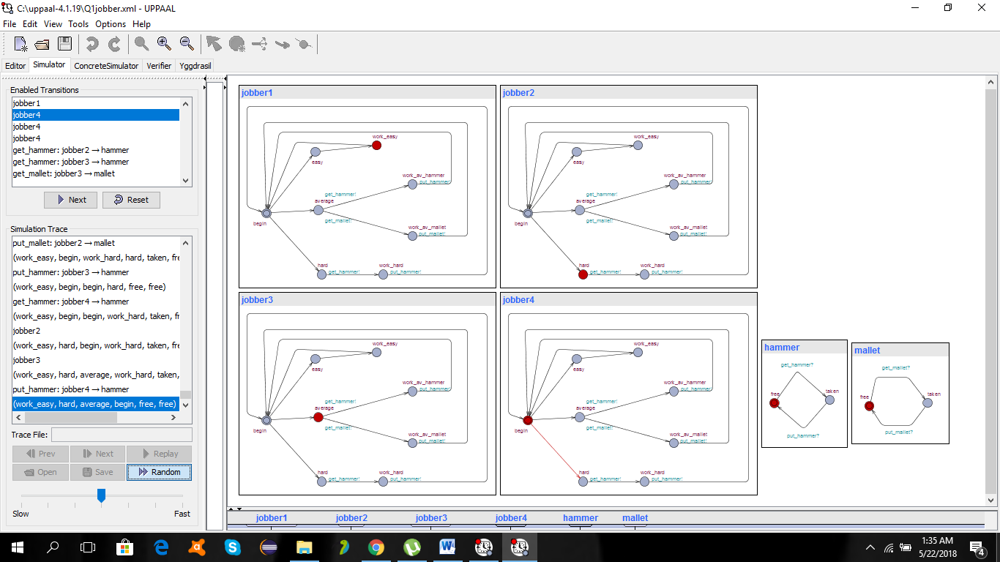 C:\uppaal-4.1.19\Q1jobber.xml - UPPAAL
File Edit View Tools Options Help
Editor Simulator ConcreteSimulator Verifier Yggdrasil
Enabled Transitions
jobber1
jobber4
jobber4
jobber4
get_hammer: jobber2 → hammer
get_hammer: jobber3 → hammer
get_mallet: jobber3 → mallet
Next Reset
Simulation Trace
put_mallet: jobber2 → mallet
(work_easy, begin, work_hard, hard, taken, fre
put_hammer: jobber3 → hammer
(work_easy, begin, begin, hard, free, free)
get_hammer: jobber4 → hammer
(work_easy, begin, begin, work_hard, taken, fr
jobber2
(work_easy, hard, begin, work_hard, taken, fre
jobber3
(work_easy, hard, average, work_hard, taken,
put_hammer: jobber4 → hammer
(work_easy, hard, average, begin, free, free)
Trace File:
Prev Next Replay
Open Save Random
Slow Fast
jobber1
work_easy
easy
work_av_hammer
put_hammer!
get_hammer!
average
get_mallet!
begin
work_av_mallet
put_mallet!
hard
get_hammer!
work_hard
put_hammer!
jobber2
work_easy
easy
work_av_hammer
put_hammer!
get_hammer!
average
get_mallet!
begin
work_av_mallet
put_mallet!
hard
get_hammer!
work_hard
put_hammer!
jobber3
work_easy
easy
work_av_hammer
put_hammer!
get_hammer!
average
get_mallet!
begin
work_av_mallet
put_mallet!
hard
get_hammer!
work_hard
put_hammer!
jobber4
work_easy
easy
work_av_hammer
put_hammer!
get_hammer!
average
get_mallet!
begin
work_av_mallet
put_mallet!
hard
get_hammer!
work_hard
put_hammer!
hammer
get_hammer?
free
taken
put_hammer?
mallet
get_mallet?
free
taken
put_mallet?
jobber1 jobber2 jobber3 jobber4 hammer mallet
1:35 AM
5/22/2018
4